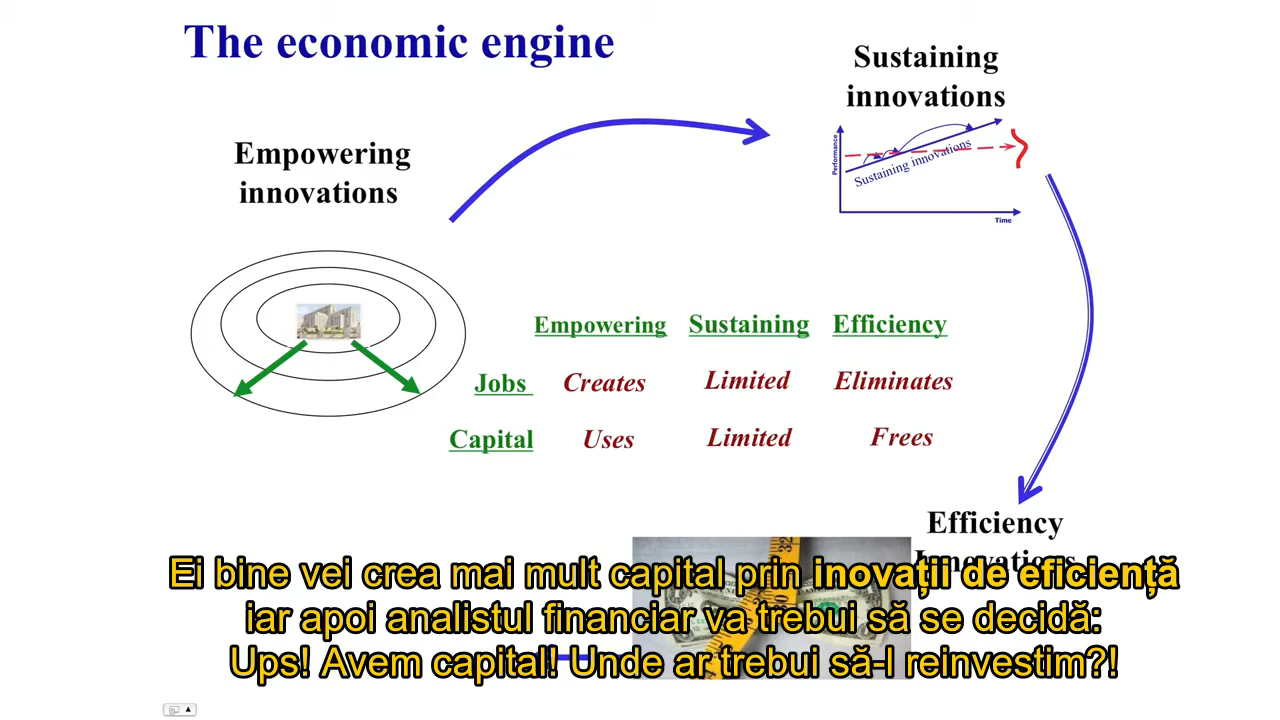 The economic engine
Sustaining
innovations
Empowering
innovations
Performance
Sustaining innovations
Time
Empowering Sustaining Efficiency
Jobs Creates Limited Eliminates
Capital Uses Limited Frees
Efficiency
Innovations
Ei bine vei crea mai mult capital prin inovații de eficiență
iar apoi analistul financiar va trebui să se decidă:
Ups! Avem capital! Unde ar trebui să-l reinvestim?!